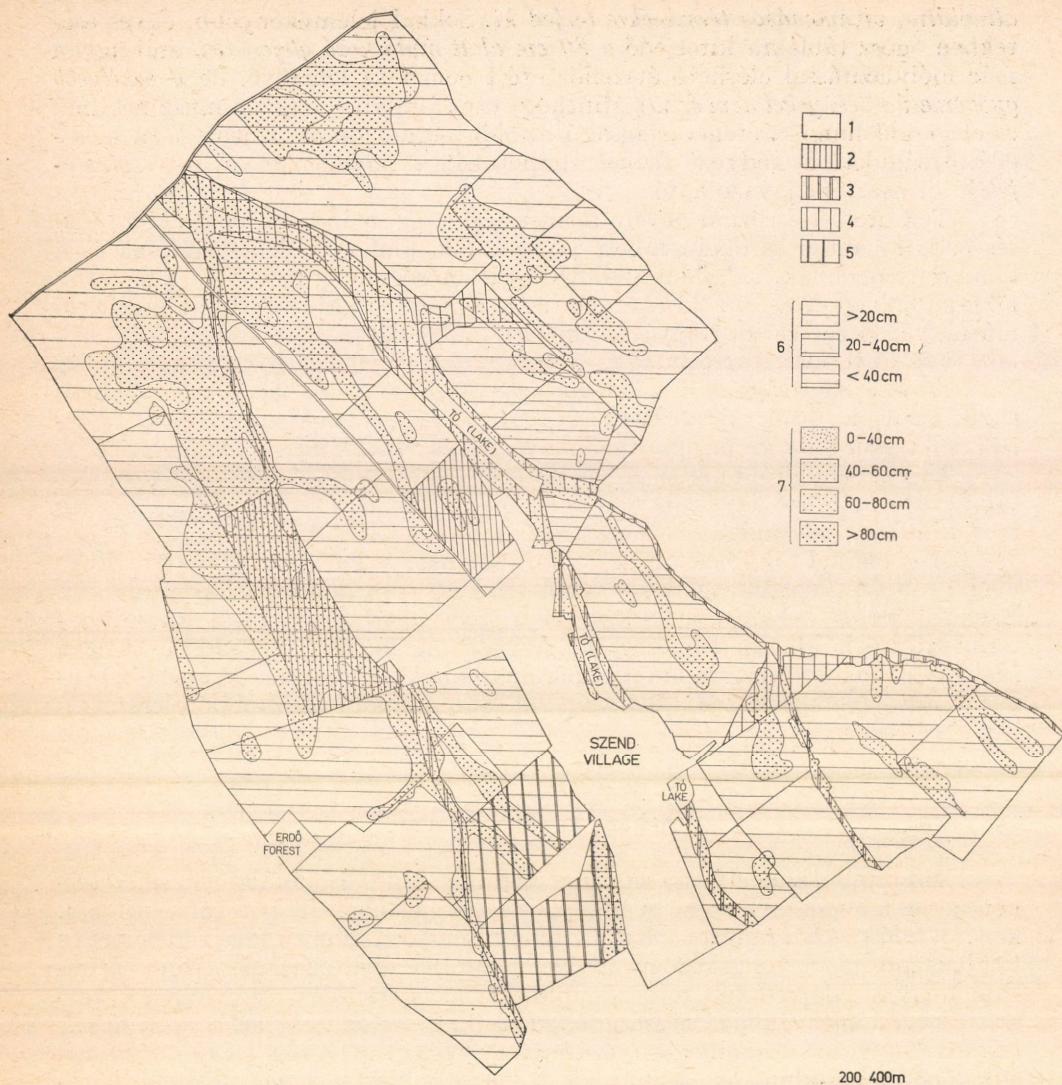 1
2
3
4
5
6
>20cm
20-40cm
< 40cm
7
0-40cm
40-60cm
60-80cm
>80cm
TÓ (LAKE)
TÓ (LAKE)
SZEND
VILLAGE
TÓ
LAKE
ERDŐ
FOREST
200 400m